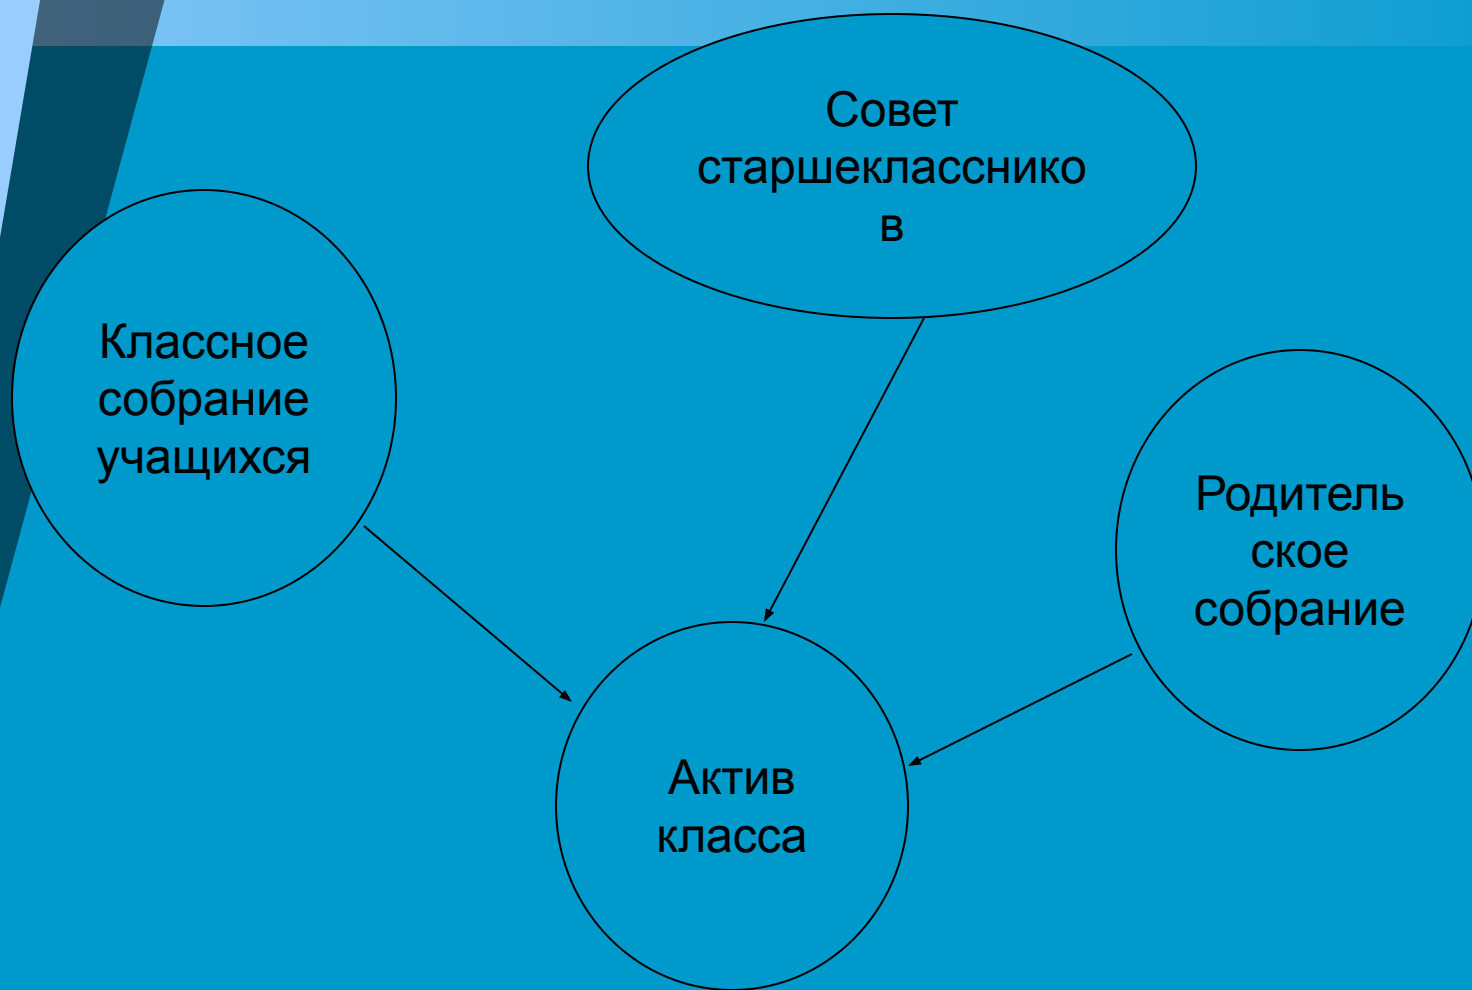 Совет
старшекласснико
в
Классное
собрание
учащихся
Родитель
ское
собрание
Актив
класса